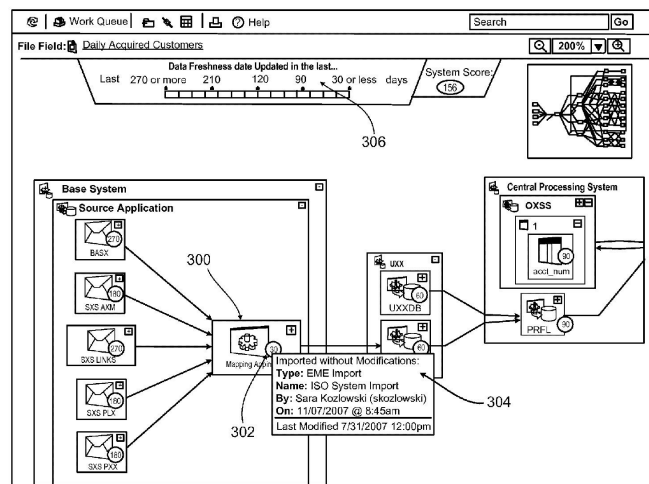 Work Queue Help Search Go
File Field: Daily Acquired Customers 200%
Data Freshness date Updated in the last...
Last 270 or more 210 120 90 30 or less days
System Score:
156
306
Base System
Source Application
BASX
270
SXS AXM
180
SXS LINKS
270
SXS PLX
180
SXS PXX
180
300
30
302
UXX
UXXDB
60
60
Central Processing System
OXSS
1
acct_num
90
PRFL
90
Imported without Modifications:
Type: EME Import
Name: ISO System Import
By: Sara Kozlowski (skozlowski)
On: 11/07/2007 @ 8:45am
Last Modified 7/31/2007 12:00pm
304